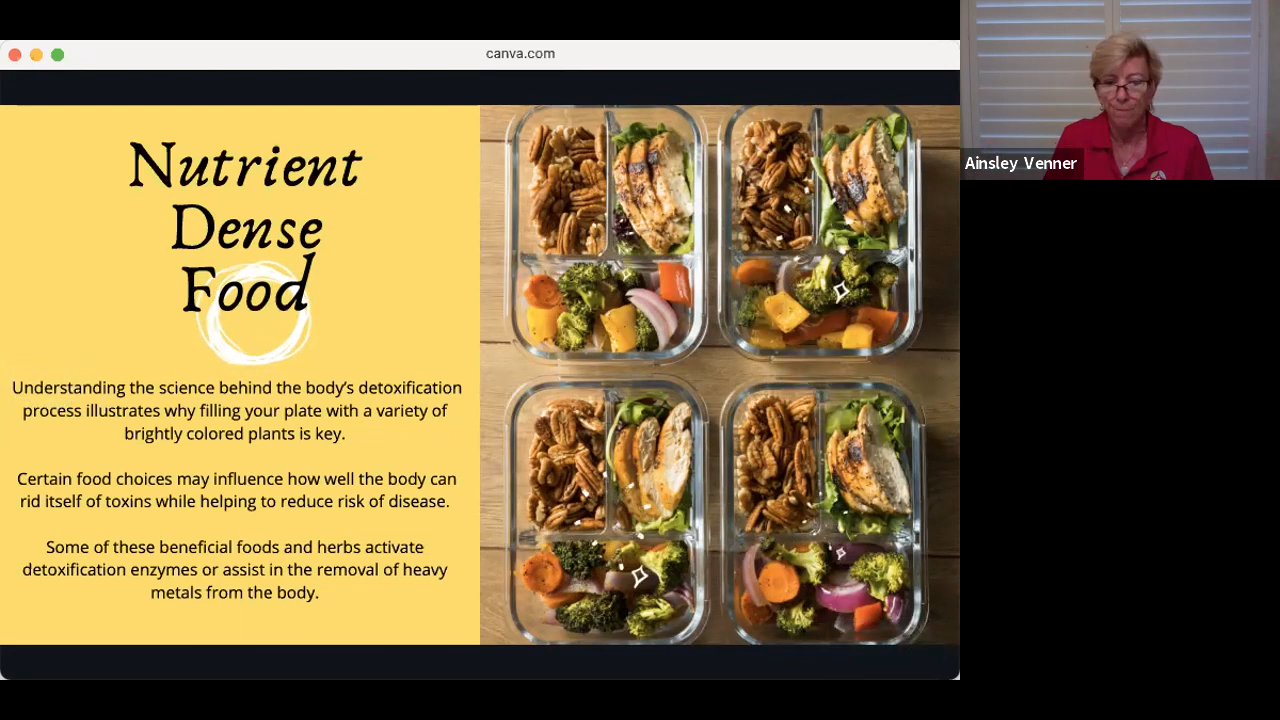 canva.com
Nutrient
Dense
Food
Understanding the science behind the body’s detoxification
process illustrates why filling your plate with a variety of
brightly colored plants is key.
Certain food choices may influence how well the body can
rid itself of toxins while helping to reduce risk of disease.
Some of these beneficial foods and herbs activate
detoxification enzymes or assist in the removal of heavy
metals from the body.
Ainsley Venner